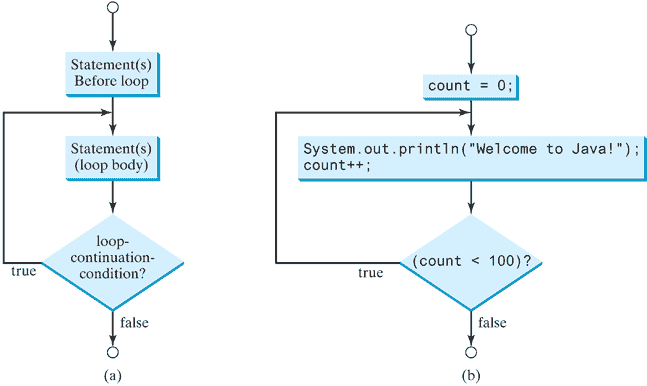 Statement(s)
Before loop
Statement(s)
(loop body)
loop-
continuation-
condition?
true
false
(a)
count = 0;
System.out.println("Welcome to Java!");
count++;
(count < 100)?
true
false
(b)